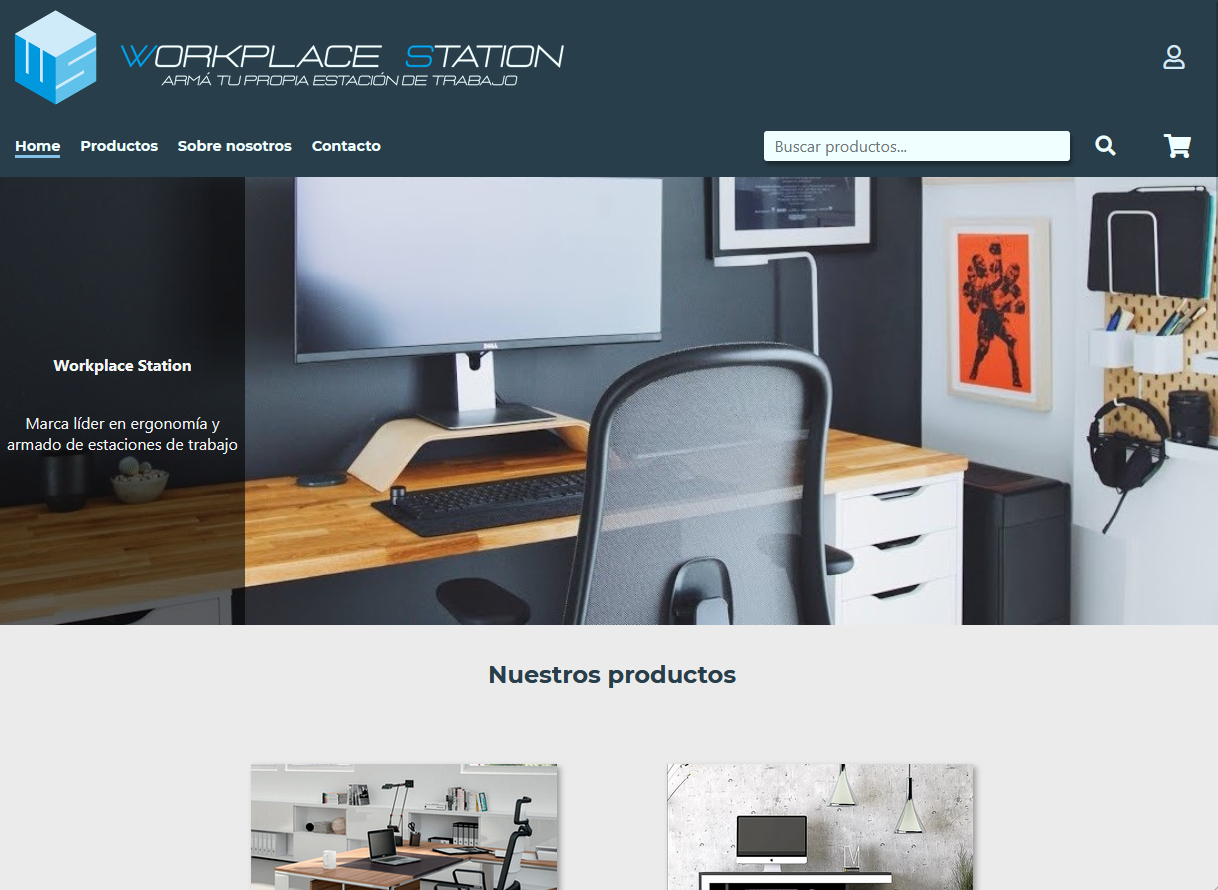 WORKPLACE STATION
ARMÁ TU PROPIA ESTACIÓN DE TRABAJO
Home Productos Sobre nosotros Contacto
Buscar productos...
Workplace Station
Marca líder en ergonomía y
armado de estaciones de trabajo
DELL
Nuestros productos